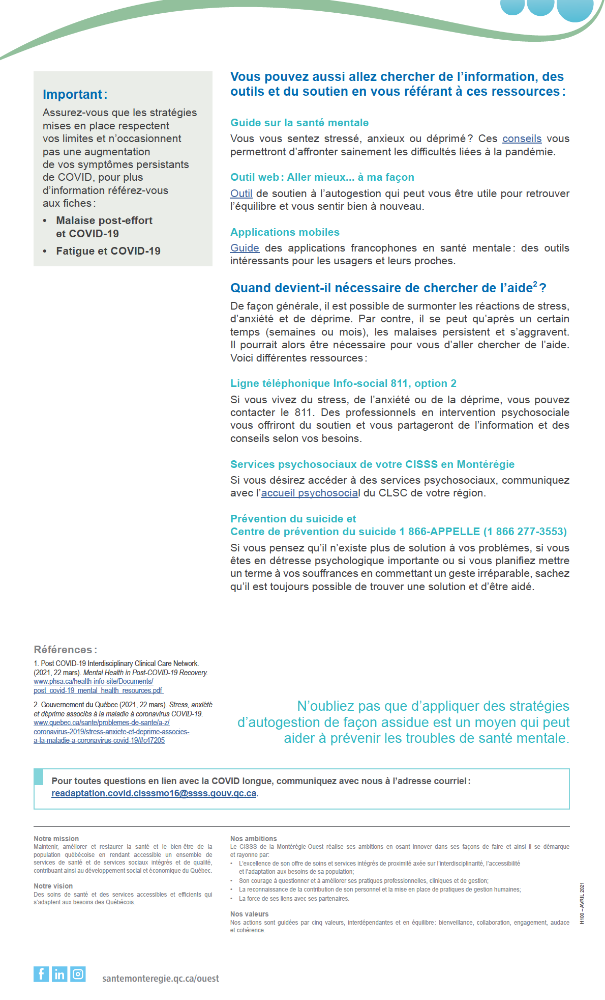 Important :
Assurez-vous que les stratégies
mises en place respectent
vos limites et n’occasionnent
pas une augmentation
de vos symptômes persistants
de COVID, pour plus
d’information référez-vous
aux fiches :
• Malaise post-effort
et COVID-19
• Fatigue et COVID-19
Vous pouvez aussi allez chercher de l’information, des
outils et du soutien en vous référant à ces ressources :
Guide sur la santé mentale
Vous vous sentez stressé, anxieux ou déprimé ? Ces conseils vous
permettront d’affronter sainement les difficultés liées à la pandémie.
Outil web : Aller mieux... à ma façon
Outil de soutien à l’autogestion qui peut vous être utile pour retrouver
l’équilibre et vous sentir bien à nouveau.
Applications mobiles
Guide des applications francophones en santé mentale : des outils
intéressants pour les usagers et leurs proches.
Quand devient-il nécessaire de chercher de l’aide2 ?
De façon générale, il est possible de surmonter les réactions de stress,
d’anxiété et de déprime. Par contre, il se peut qu’après un certain
temps (semaines ou mois), les malaises persistent et s’aggravent.
Il pourrait alors être nécessaire pour vous d’aller chercher de l’aide.
Voici différentes ressources :
Ligne téléphonique Info-social 811, option 2
Si vous vivez du stress, de l’anxiété ou de la déprime, vous pouvez
contacter le 811. Des professionnels en intervention psychosociale
vous offriront du soutien et vous partageront de l’information et des
conseils selon vos besoins.
Services psychosociaux de votre CISSS en Montérégie
Si vous désirez accéder à des services psychosociaux, communiquez
avec l’accueil psychosocial du CLSC de votre région.
Prévention du suicide et
Centre de prévention du suicide 1 866-APPELLE (1 866 277-3553)
Si vous pensez qu’il n’existe plus de solution à vos problèmes, si vous
êtes en détresse psychologique importante ou si vous planifiez mettre
un terme à vos souffrances en commettant un geste irréparable, sachez
qu’il est toujours possible de trouver une solution et d’être aidé.
Références :
1. Post COVID-19 Interdisciplinary Clinical Care Network.
(2021, 22 mars). Mental Health in Post-COVID-19 Recovery.
www.phsa.ca/health-info-site/Documents/
post_covid-19_mental_health_resources.pdf
2. Gouvernement du Québec (2021, 22 mars). Stress, anxiété
et déprime associés à la maladie à coronavirus COVID-19.
www.quebec.ca/sante/problemes-de-sante/a-z/
coronavirus-2019/stress-anxiete-et-deprime-associes-
a-la-maladie-a-coronavirus-covid-19/#c47205
N’oubliez pas que d’appliquer des stratégies
d’autogestion de façon assidue est un moyen qui peut
aider à prévenir les troubles de santé mentale.
Pour toutes questions en lien avec la COVID longue, communiquez avec nous à l’adresse courriel :
readaptation.covid.cisssmo16@ssss.gouv.qc.ca.
Notre mission
Maintenir, améliorer et restaurer la santé et le bien-être de la
population québécoise en rendant accessible un ensemble de
services de santé et de services sociaux intégrés et de qualité,
contribuant ainsi au développement social et économique du Québec.
Notre vision
Des soins de santé et des services accessibles et efficients qui
s’adaptent aux besoins des Québécois.
Nos ambitions
Le CISSS de la Montérégie-Ouest réalise ses ambitions en osant innover dans ses façons de faire et ainsi il se démarque
et rayonne par:
• L’excellence de son offre de soins et services intégrés de proximité axée sur l’interdisciplinarité, l’accessibilité
et l’adaptation aux besoins de sa population;
• Son courage à questionner et à améliorer ses pratiques professionnelles, cliniques et de gestion;
• La reconnaissance de la contribution de son personnel et la mise en place de pratiques de gestion humaines;
• La force de ses liens avec ses partenaires.
Nos valeurs
Nos actions sont guidées par cinq valeurs, interdépendantes et en équilibre : bienveillance, collaboration, engagement, audace
et cohérence.
H100 – AVRIL 2021
santemonteregie.qc.ca/ouest